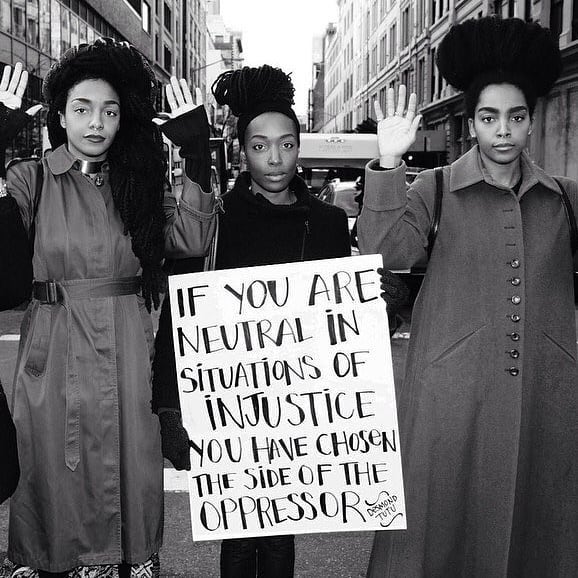 IF YOU ARE
NEUTRAL IN
SITUATIONS OF
INJUSTICE
YOU HAVE CHOSEN
THE SIDE OF THE
OPPRESSOR.
DESMOND
TUTU